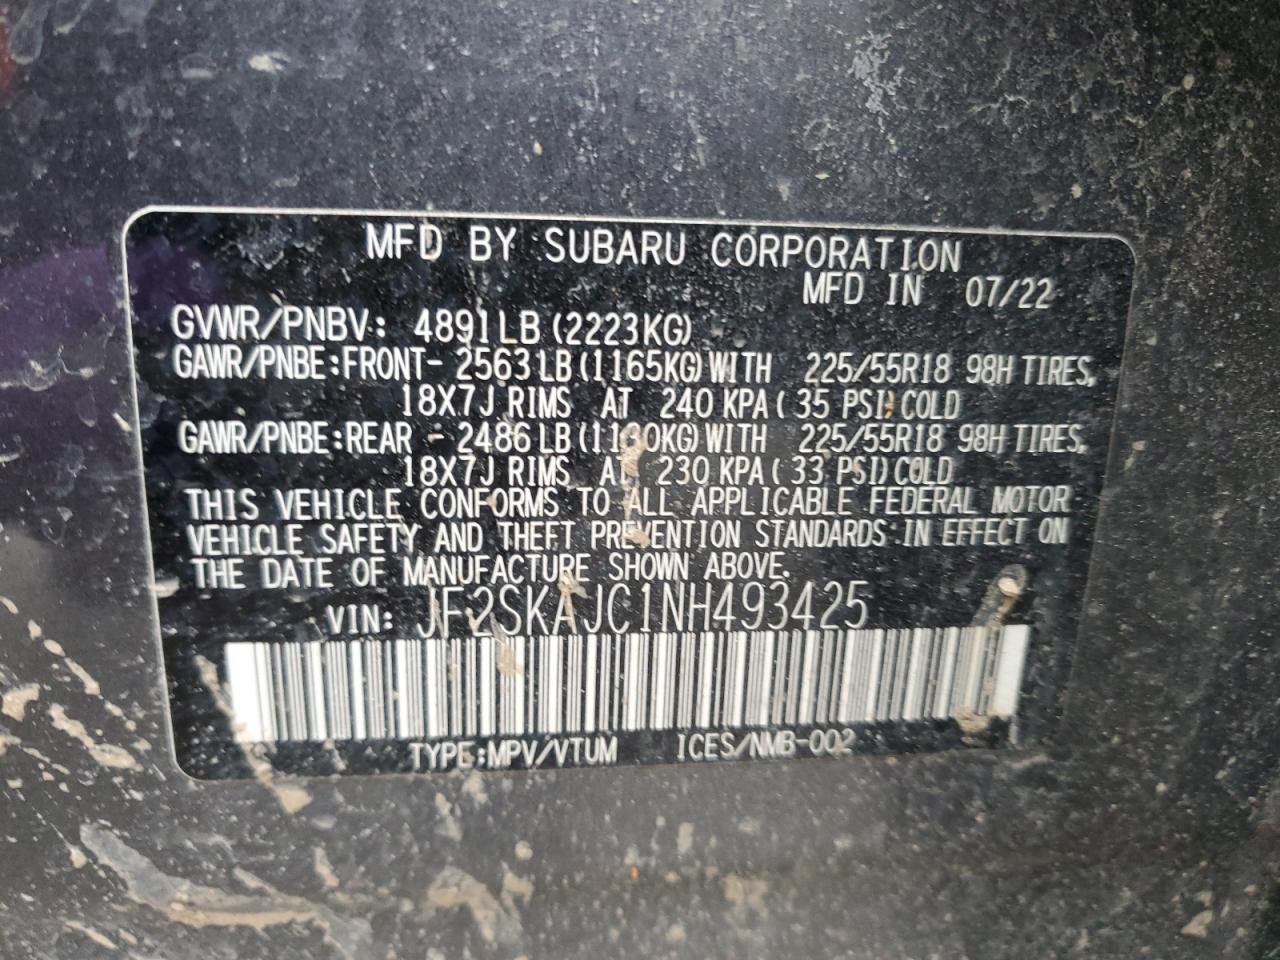 MFD BY SUBARU CORPORATION
MFD IN 07/22
GVWR/PNBV: 4891LB (2223KG)
GAWR/PNBE:FRONT- 2563LB (1165KG) WITH 225/55R18 98H TIRES,
18X7J RIMS AT 240 KPA ( 35 PSI) COLD
GAWR/PNBE:REAR - 2486LB WITH 225/55R18 98H TIRES,
18X7J RIMS AT 230 KPA ( 33 PSI) COLD
THIS VEHICLE CONFORMS TO ALL APPLICABLE FEDERAL MOTOR
VEHICLE SAFETY AND THEFT PREVENTION STANDARDS IN EFFECT ON
THE DATE OF MANUFACTURE SHOWN ABOVE.
VIN: JF2SKAJC1NH493425
TYPE:MPV/VTUM ICES/NMB-002